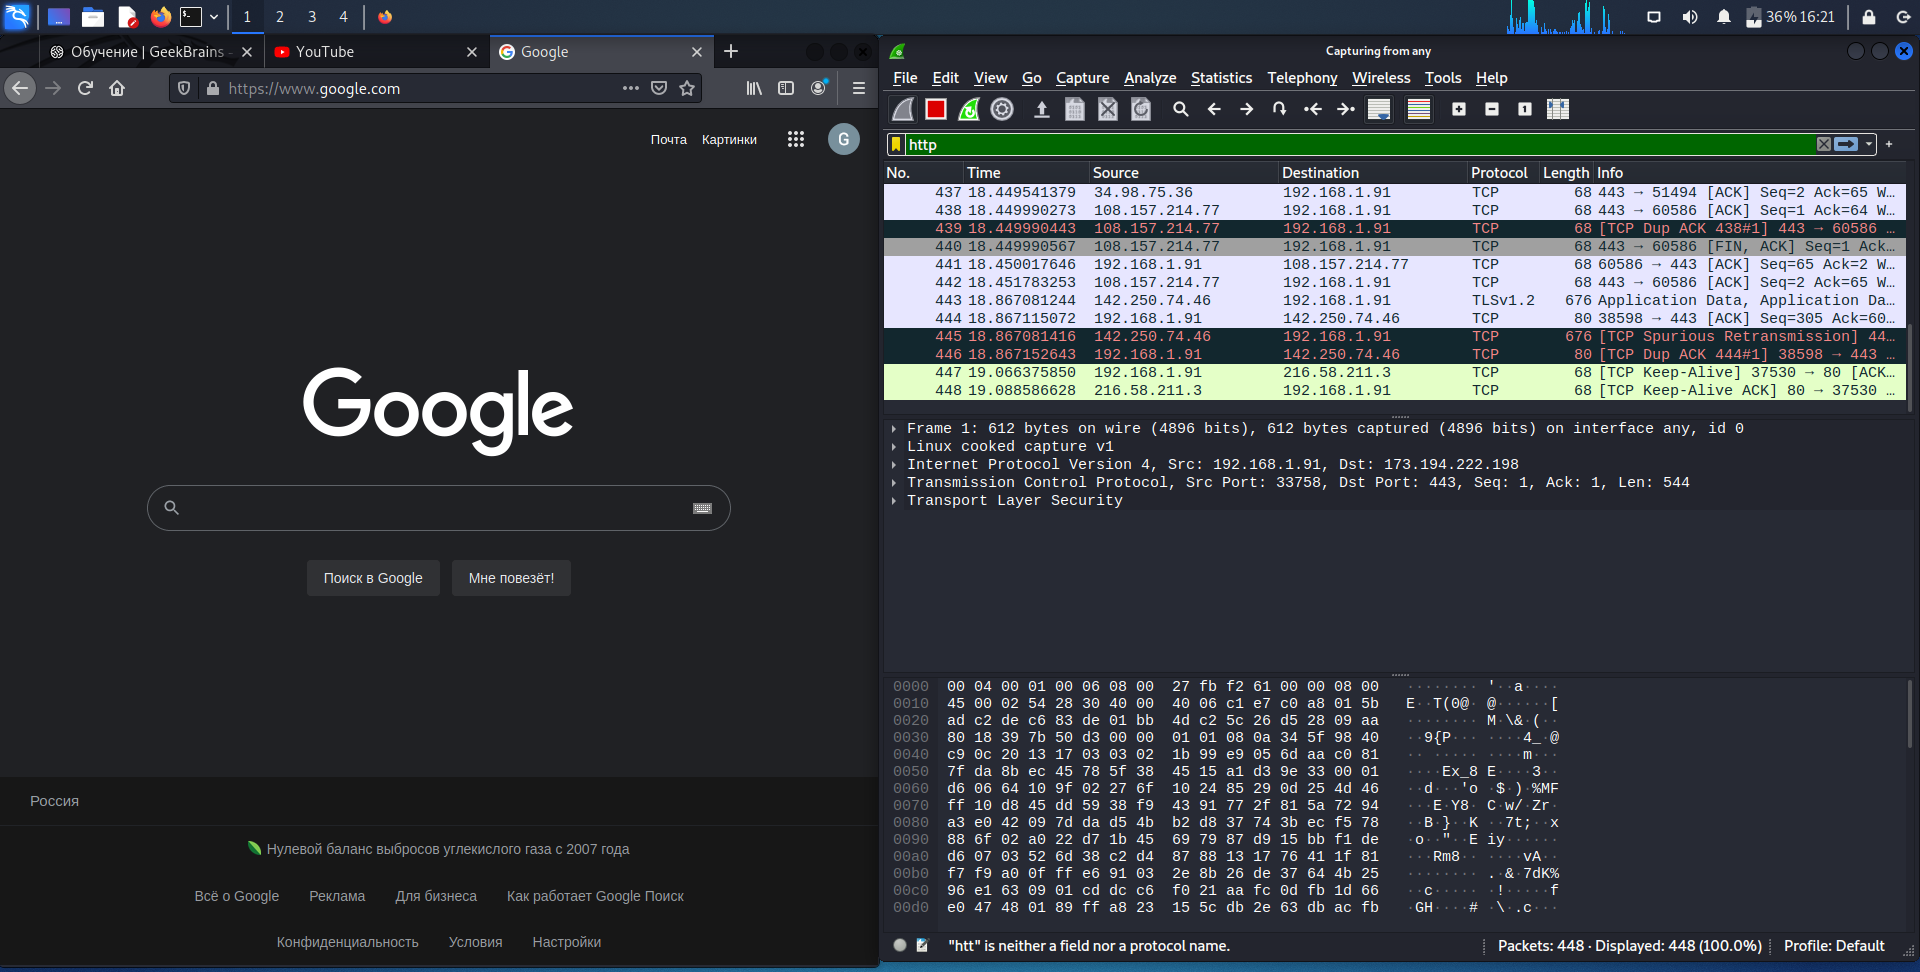 1 2 3 4
36% 16:21
Обучение | GeekBrains -
YouTube
Google
https://www.google.com
Почта Картинки
G
Google
Поиск в Google
Мне повезёт!
Россия
Нулевой баланс выбросов углекислого газа с 2007 года
Всё о Google Реклама Для бизнеса Как работает Google Поиск
Конфиденциальность Условия Настройки
Capturing from any
File Edit View Go Capture Analyze Statistics Telephony Wireless Tools Help
http
No. Time Source Destination Protocol Length Info
437 18.449541379 34.98.75.36 192.168.1.91 TCP 68 443 → 51494 [ACK] Seq=2 Ack=65 W…
438 18.449990273 108.157.214.77 192.168.1.91 TCP 68 443 → 60586 [ACK] Seq=1 Ack=64 W…
439 18.449990443 108.157.214.77 192.168.1.91 TCP 68 [TCP Dup ACK 438#1] 443 → 60586 …
440 18.449990567 108.157.214.77 192.168.1.91 TCP 68 443 → 60586 [FIN, ACK] Seq=1 Ack…
441 18.450017646 192.168.1.91 108.157.214.77 TCP 68 60586 → 443 [ACK] Seq=65 Ack=2 W…
442 18.451783253 108.157.214.77 192.168.1.91 TCP 68 443 → 60586 [ACK] Seq=2 Ack=65 W…
443 18.867081244 142.250.74.46 192.168.1.91 TLSv1.2 676 Application Data, Application Da…
444 18.867115072 192.168.1.91 142.250.74.46 TCP 80 38598 → 443 [ACK] Seq=305 Ack=60…
445 18.867081416 142.250.74.46 192.168.1.91 TCP 676 [TCP Spurious Retransmission] 44…
446 18.867152643 192.168.1.91 142.250.74.46 TCP 80 [TCP Dup ACK 444#1] 38598 → 443 …
447 19.066375850 192.168.1.91 216.58.211.3 TCP 68 [TCP Keep-Alive] 37530 → 80 [ACK…
448 19.088586628 216.58.211.3 192.168.1.91 TCP 68 [TCP Keep-Alive ACK] 80 → 37530 …
Frame 1: 612 bytes on wire (4896 bits), 612 bytes captured (4896 bits) on interface any, id 0
Linux cooked capture v1
Internet Protocol Version 4, Src: 192.168.1.91, Dst: 173.194.222.198
Transmission Control Protocol, Src Port: 33758, Dst Port: 443, Seq: 1, Ack: 1, Len: 544
Transport Layer Security
0000 00 04 00 01 00 06 08 00 27 fb f2 61 00 00 08 00 ········ '··a····
0010 45 00 02 54 28 30 40 00 40 06 c1 e7 c0 a8 01 5b E··T(0@· @······[
0020 ad c2 de c6 83 de 01 bb 4d c2 5c 26 d5 28 09 aa ········ M·\&·(··
0030 80 18 39 7b 50 d3 00 00 01 01 08 0a 34 5f 98 40 ··9{P··· ····4_·@
0040 c9 0c 20 13 17 03 03 02 1b 99 e9 05 6d aa c0 81 ·· ····· ····m···
0050 7f da 8b ec 45 78 5f 38 45 15 a1 d3 9e 33 00 01 ····Ex_8 E····3··
0060 d6 06 64 10 9f 02 27 6f 10 24 85 29 0d 25 4d 46 ··d···'o ·$·)·%MF
0070 ff 10 d8 45 dd 59 38 f9 43 91 77 2f 81 5a 72 94 ···E·Y8· C·w/·Zr·
0080 a3 e0 42 09 7d da d5 4b b2 d8 37 74 3b ec f5 78 ··B·}··K ··7t;··x
0090 88 6f 02 a0 22 d7 1b 45 69 79 87 d9 15 bb f1 de ·o··"··E iy······
00a0 d6 07 03 52 6d 38 c2 d4 87 88 13 17 76 41 1f 81 ···Rm8·· ····vA··
00b0 f7 f9 a0 0f ff e6 91 03 2e 8b 26 de 37 64 4b 25 ········ .·&·7dK%
00c0 96 e1 63 09 01 cd dc c6 f0 21 aa fc 0d fb 1d 66 ··c····· ·!·····f
00d0 e0 47 48 01 89 ff a8 23 15 5c db 2e 63 db ac fb ·GH····# ·\·.c···
"htt" is neither a field nor a protocol name.
Packets: 448 · Displayed: 448 (100.0%)
Profile: Default